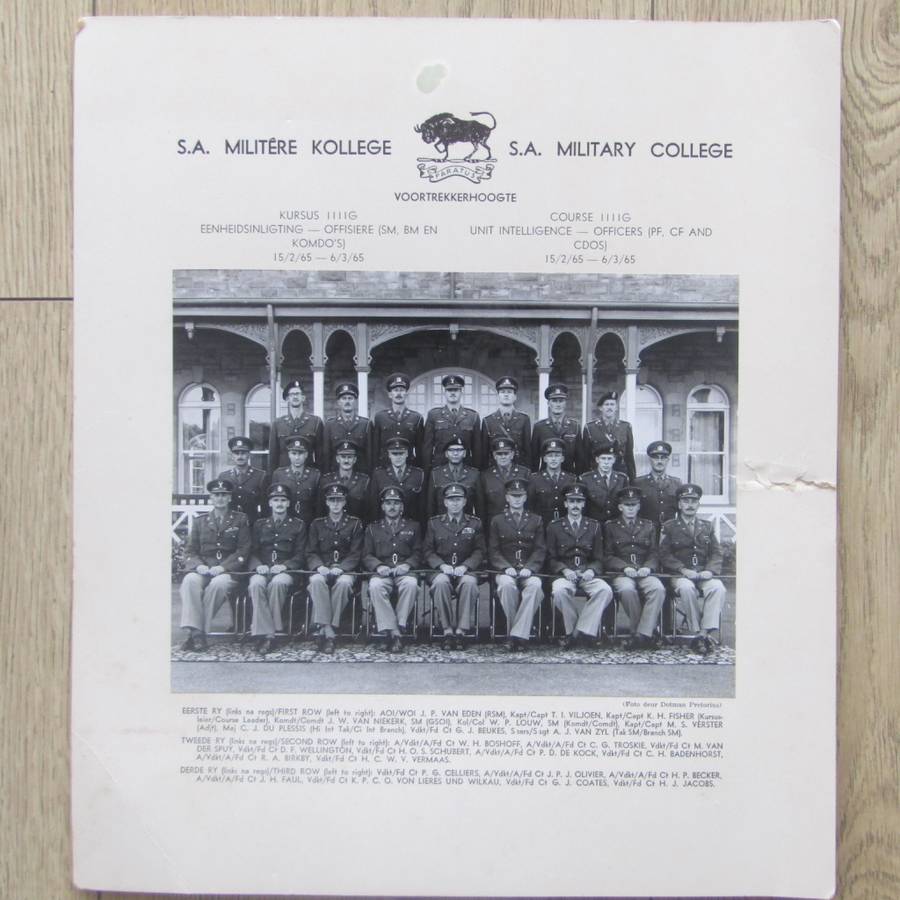 S.A. MILITÊRE KOLLEGE
S.A. MILITARY COLLEGE
PARATUS
VOORTREKKERHOOGTE
KURSUS 1111G
EENHEIDSINLIGTING — OFFISIERE (SM, BM EN
KOMDO'S)
15/2/65 — 6/3/65
COURSE 1111G
UNIT INTELLIGENCE — OFFICERS (PF, CF AND
CDOS)
15/2/65 — 6/3/65
(Foto deur Dotman Pretoria)
EERSTE RY (links na regs)/FIRST ROW (left to right): AOI/WOI J. P. VAN EDEN (RSM), Kapt/Capt T. I. VILJOEN, Kapt/Capt K. H. FISHER (Kursus-
leier/Course Leader), Komdt/Comdt J. W. VAN NIEKERK, SM (GSOI), Kol/Col W. P. LOUW, SM (Komdt/Comdt), Kapt/Capt M. S. VERSTER
(Adjt), Maj C. J. DU PLESSIS (Hi Int Tak/Ci Int Branch), Vdkt/Fd Ct G. J. BEUKES, S sers/S sgt A. J. VAN ZYL (Tak SM/Branch SM).
TWEEDE RY (links na regs)/SECOND ROW (left to right): A/Vdkt/A/Fd Ct W. H. BOSHOFF, A/Vdkt/A/Fd Ct C. G. TROSKIE, Vdkt/Fd Ct M. VAN
DER SPUY, Vdkt/Fd Ct D. F. WELLINGTON, Vdkt/Fd Ct H. O. S. SCHUBERT, A/Vdkt/A/Fd Ct P. D. DE KOCK, Vdkt/Fd Ct C. H. BADENHORST,
A/Vdkt/A/Fd Ct R. A. BIRKBY, Vdkt/Fd Ct H. C. W. V. VERMAAS.
DERDE RY (links na regs)/THIRD ROW (left to right): Vdkt/Fd Ct P. G. CELLIERS, A/Vdkt/A/Fd Ct J. P. J. OLIVIER, A/Vdkt/A/Fd Ct H. P. BECKER,
A/Vdkt/A/Fd Ct J. H. FAUL, Vdkt/Fd Ct K. P. C. O. VON LIERES UND WILKAU, Vdkt/Fd Ct G. J. COATES, Vdkt/Fd Ct H. J. JACOBS.